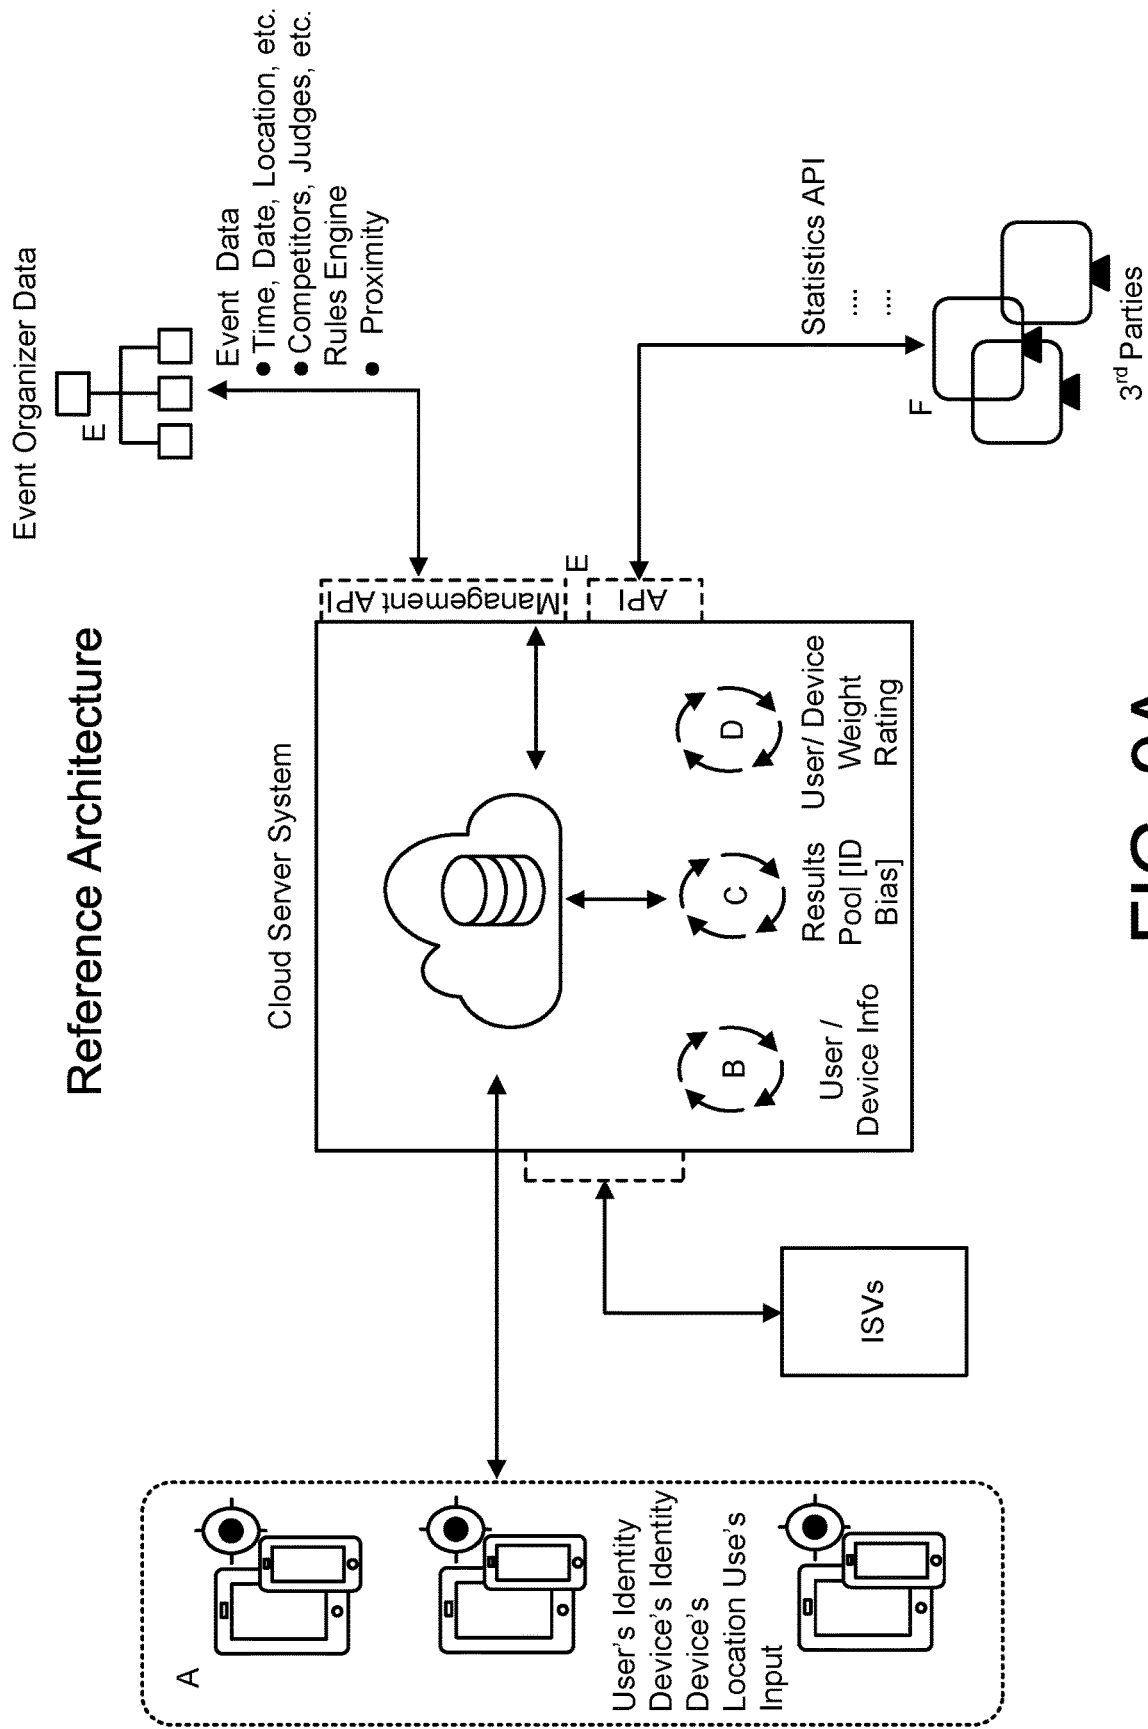 Reference Architecture
A
User's Identity
Device's Identity
Device's
Location Use's
Input
ISVs
Cloud Server System
B
User /
Device Info
C
Results
Pool [ID
Bias]
D
User/ Device
Weight
Rating
Management API
E
API
Event Organizer Data
E
Event Data
● Time, Date, Location, etc.
● Competitors, Judges, etc.
Rules Engine
● Proximity
Statistics API
....
....
F
3rd Parties
FIG.